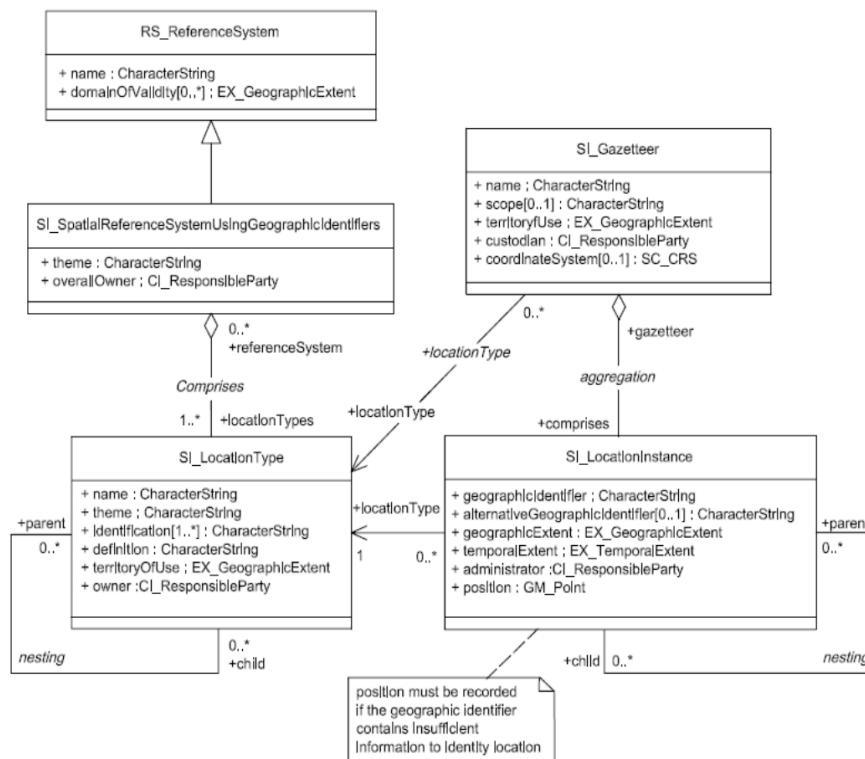 RS_ReferenceSystem
+ name : CharacterString
+ domainOfValidity[0..*] ; EX_GeographicExtent
SI_Gazetteer
+ name ; CharacterString
+ scope[0..1] : CharacterString
+ territoryfUse ; EX_GeographicExtent
+ custodian : CI_ResponsibleParty
+ coordinateSystem[0..1] : SC_CRS
SI_SpatialReferenceSystemUsingGeographicIdentifiers
+ theme : CharacterString
+ overallOwner ; CI_ResponsibleParty
0..*
+referenceSystem
Comprises
1..*
+locationTypes
0..*
+locationType
+locationType
+gazetteer
aggregation
+comprises
SI_LocationType
+ name : CharacterString
+ theme ; CharacterString
+ identification[1..*] ; CharacterString
+ definition : CharacterString
+ territoryOfUse ; EX_GeographicExtent
+ owner :CI_ResponsibleParty
+parent
0..*
nesting
0..*
+child
+locationType
1
0..*
SI_LocationInstance
+ geographicIdentifier ; CharacterString
+ alternativeGeographicIdentifier[0..1] : CharacterString
+ geographicExtent : EX_GeographicExtent
+ temporalExtent ; EX_TemporalExtent
+ administrator :CI_ResponsibleParty
+ position : GM_Point
+parent
0..*
+child
0..*
nesting
position must be recorded
if the geographic identifier
contains insufficient
information to identity location